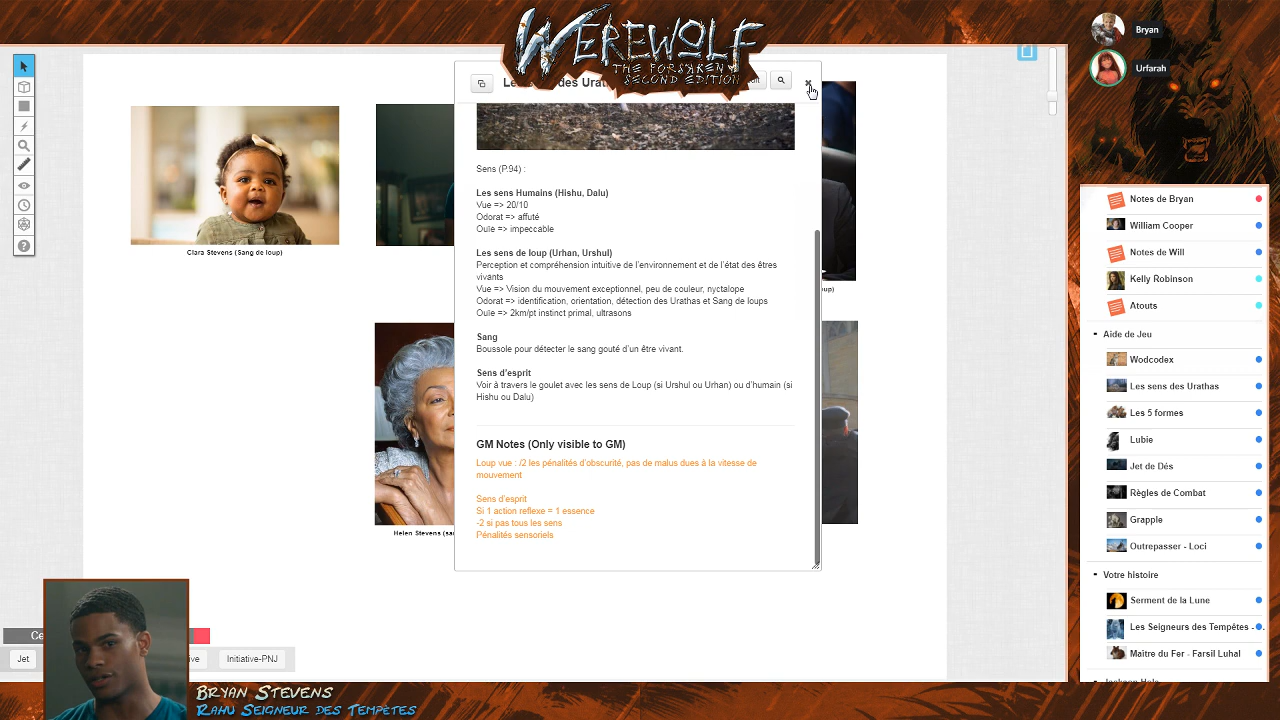 WEREWOLF
THE FORSAKEN
SECOND EDITION
Bryan
Urfarah
Clara Stevens (Sang de loup)
Helen Stevens
Sens (P.94) :
Les sens Humains (Hishu, Dalu)
Vue => 20/10
Odorat => affuté
Ouïe => impeccable
Les sens de loup (Urhan, Urshul)
Perception et compréhension intuitive de l'environnement et de l'état des êtres
vivants
Vue => Vision du mouvement exceptionnel, peu de couleur, nyctalope
Odorat => identification, orientation, détection des Urathas et Sang de loups
Ouïe => 2km/pt instinct primal, ultrasons
Sang
Boussole pour détecter le sang gouté d'un être vivant.
Sens d'esprit
Voir à travers le goulet avec les sens de Loup (si Urshul ou Urhan) ou d'humain (si
Hishu ou Dalu)
GM Notes (Only visible to GM)
Loup vue : /2 les pénalités d'obscurité; pas de malus dues à la vitesse de
mouvement
Sens d'esprit
Si 1 action reflexe = 1 essence
-2 si pas tous les sens
Pénalités sensoriels
Notes de Bryan
William Cooper
Notes de Will
Kelly Robinson
Atouts
Aide de Jeu
Wodcodex
Les sens des Urathas
Les 5 formes
Lubie
Jet de Dés
Règles de Combat
Grapple
Outrepasser - Loci
Votre histoire
Serment de la Lune
Les Seigneurs des Tempêtes -
Maitre du Fer - Farsil Luhal
Jet
Initiative-PNJ
Bryan Stevens
Rahu Seigneur des Tempêtes